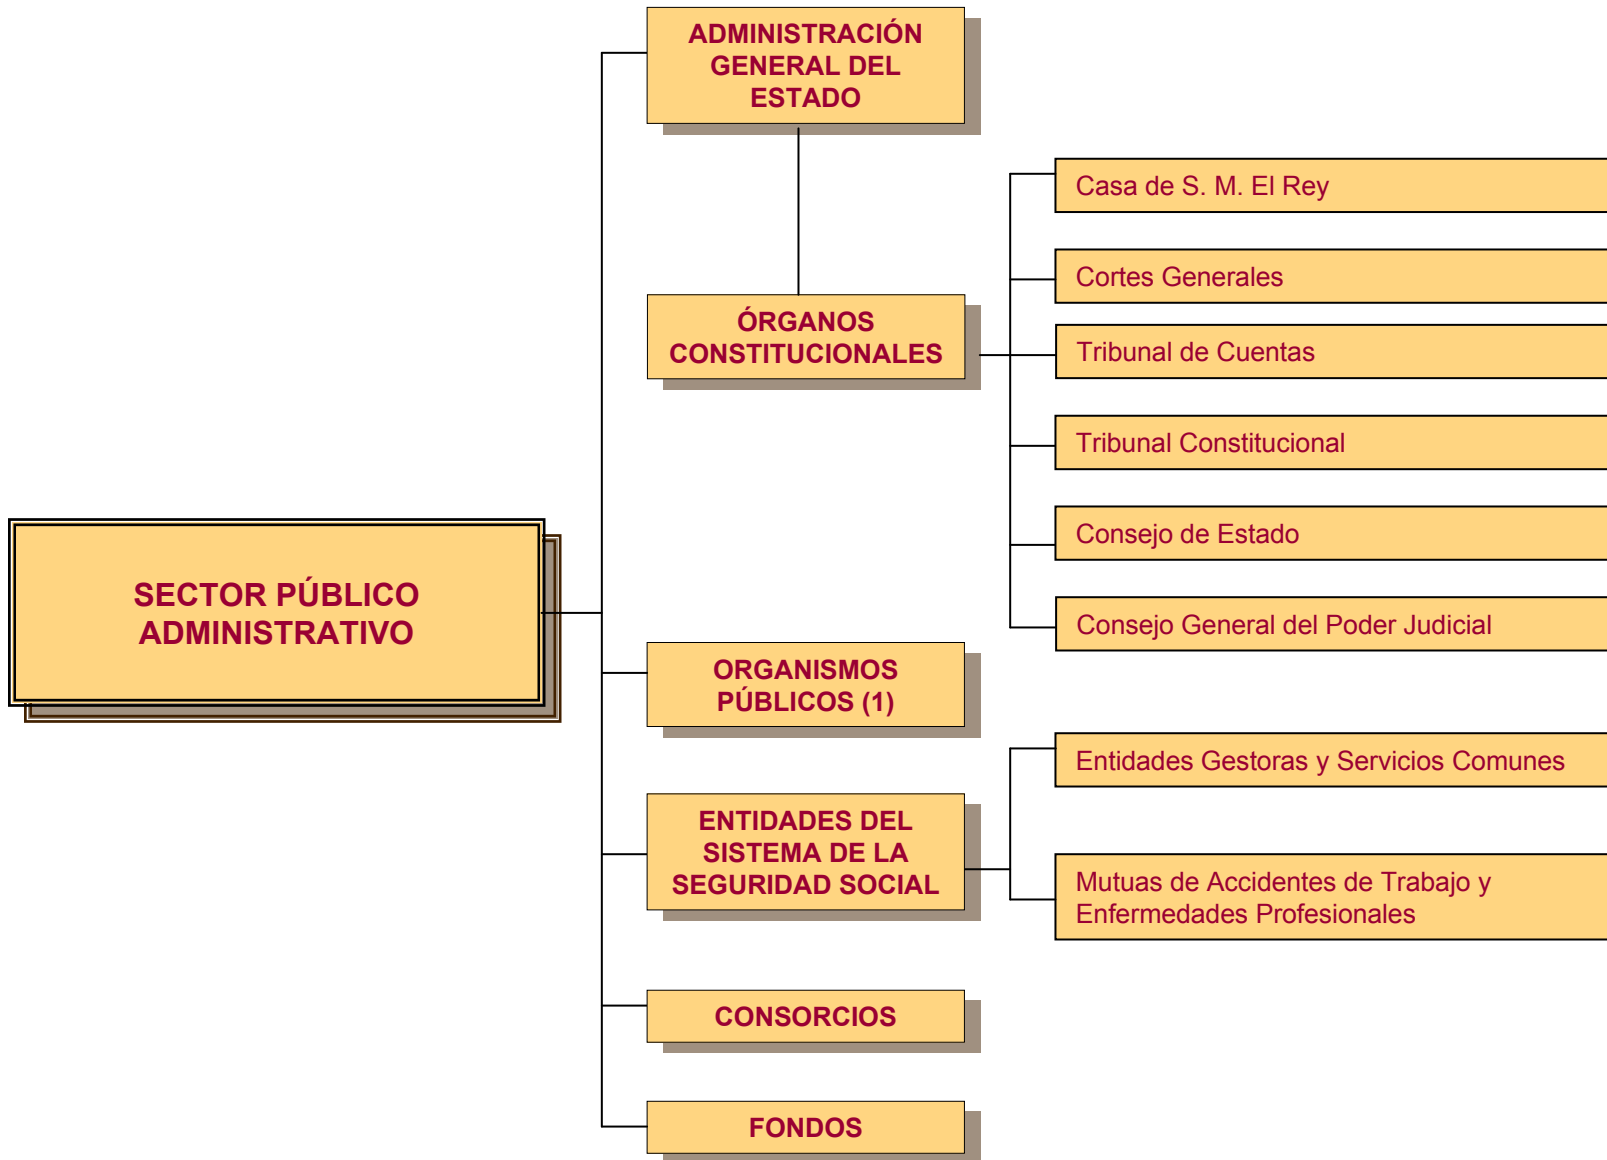 ADMINISTRACIÓN
GENERAL DEL
ESTADO
Casa de S. M. El Rey
Cortes Generales
ÓRGANOS
CONSTITUCIONALES
Tribunal de Cuentas
Tribunal Constitucional
Consejo de Estado
SECTOR PÚBLICO
ADMINISTRATIVO
Consejo General del Poder Judicial
ORGANISMOS
PÚBLICOS (1)
Entidades Gestoras y Servicios Comunes
ENTIDADES DEL
SISTEMA DE LA
SEGURIDAD SOCIAL
Mutuas de Accidentes de Trabajo y
Enfermedades Profesionales
CONSORCIOS
FONDOS